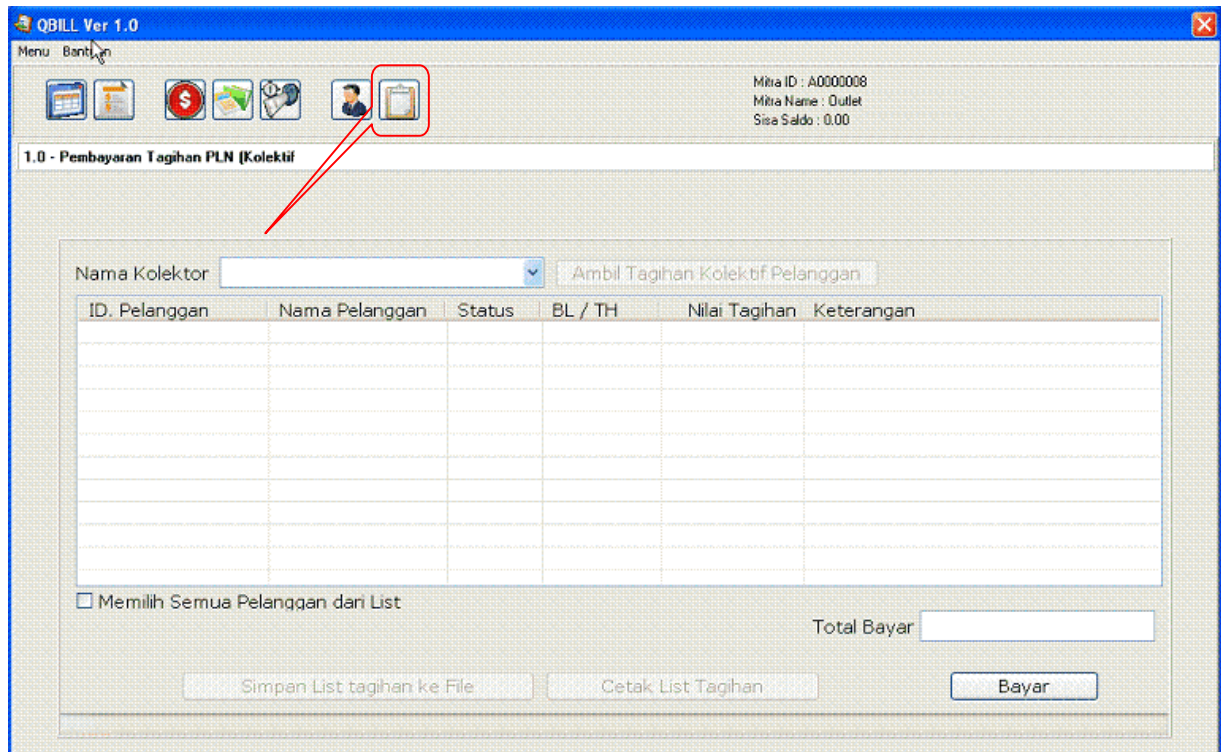 QBILL Ver 1.0
Menu Bantuan
Mitra ID : A0000008
Mitra Name : Outlet
Sisa Saldo : 0.00
1.0 - Pembayaran Tagihan PLN (Kolektif
Nama Kolektor Ambil Tagihan Kolektif Pelanggan
ID. Pelanggan Nama Pelanggan Status BL / TH Nilai Tagihan Keterangan
Memilih Semua Pelanggan dari List
Total Bayar
Simpan List tagihan ke File Cetak List Tagihan Bayar